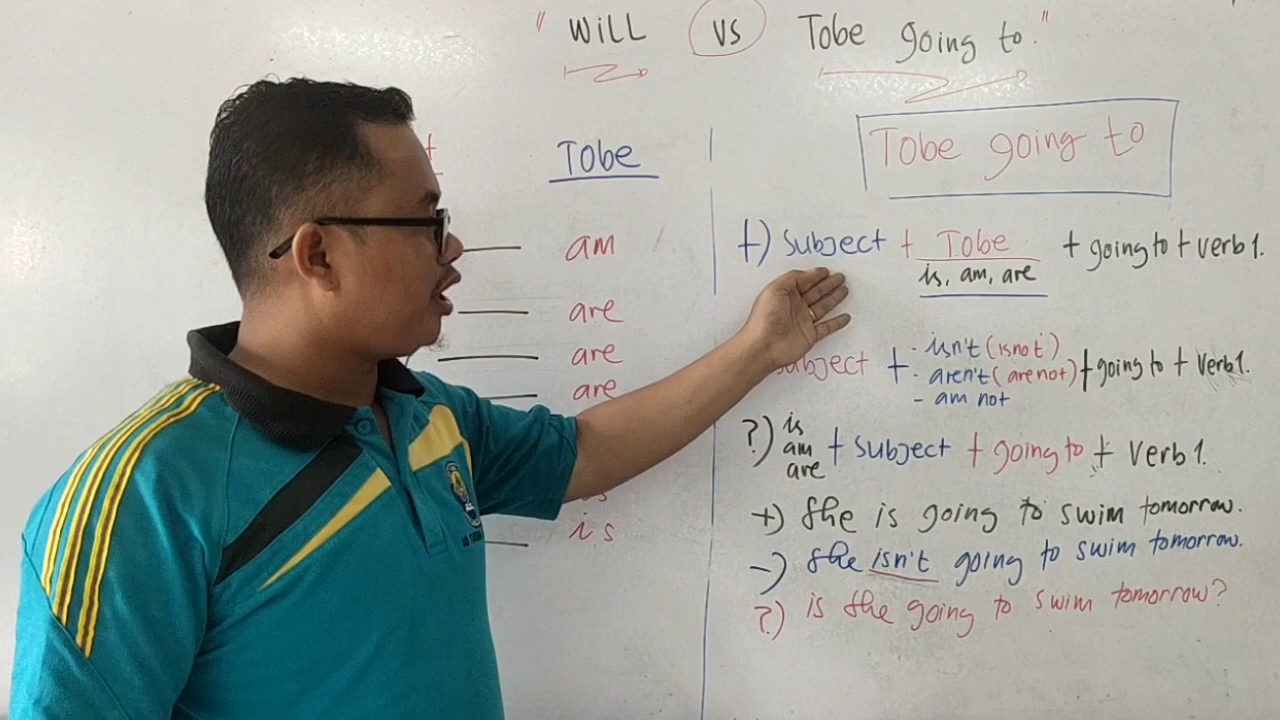 " WiLL VS Tobe going to "
Tobe
am
are
are
are
is
Tobe going to
+) Subject + Tobe + going to + verb 1.
is, am, are
Subject + - isn't (is not) + going to + Verb 1.
- aren't (are not)
- am not
?) is + Subject + going to + Verb 1.
am
are
+) She is going to swim tomorrow.
-) She isn't going to swim tomorrow.
?) is she going to swim tomorrow?